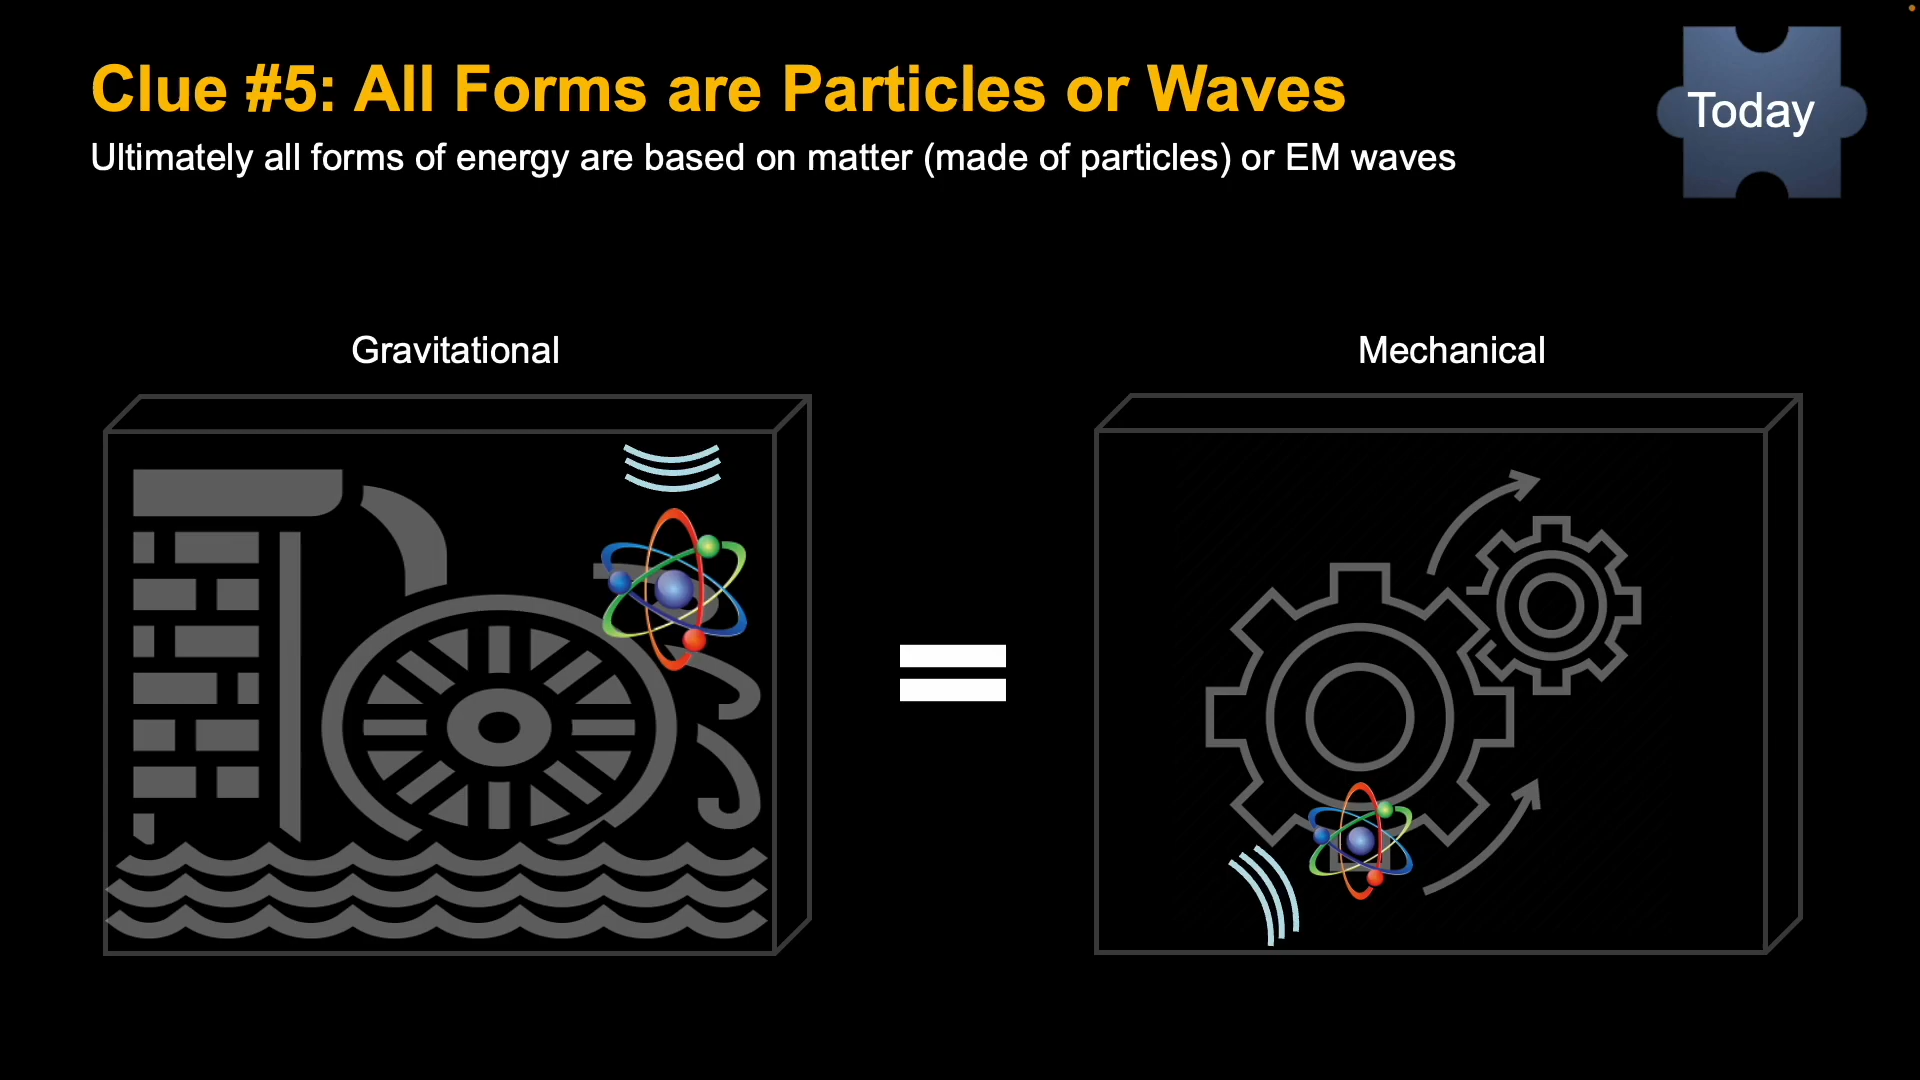 Clue #5: All Forms are Particles or Waves
Today
Ultimately all forms of energy are based on matter (made of particles) or EM waves
Gravitational
Mechanical